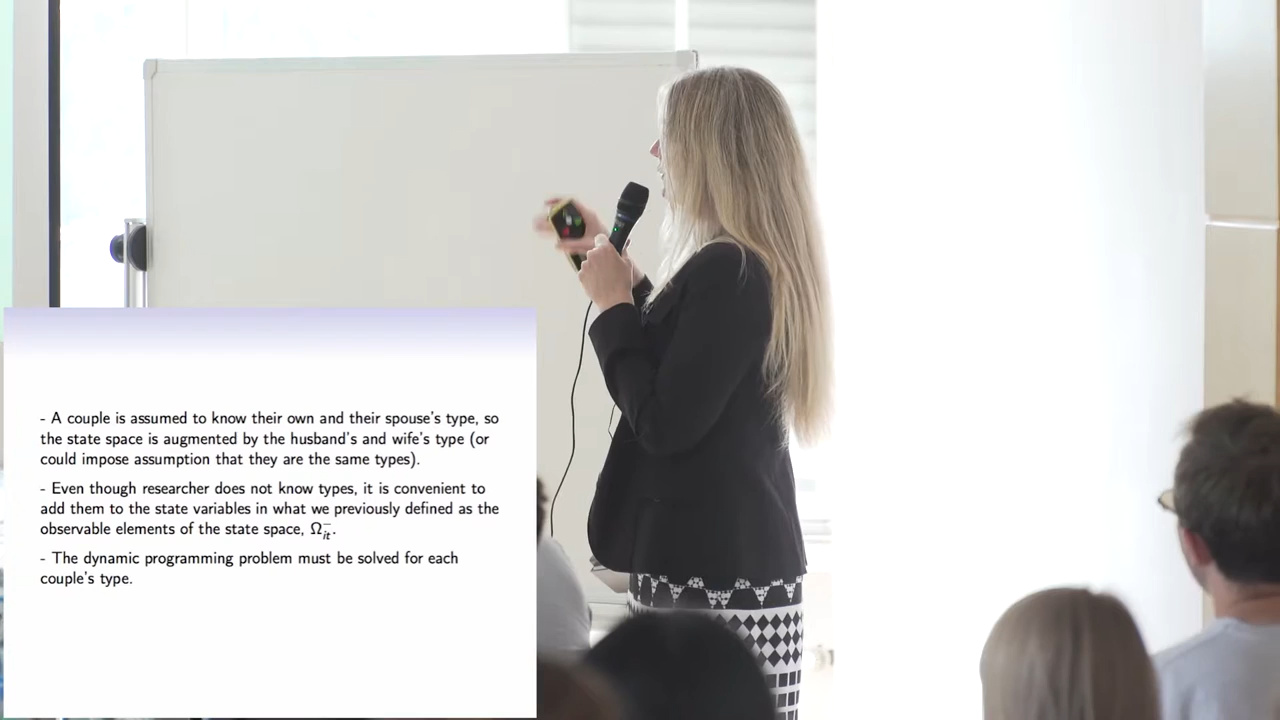 - A couple is assumed to know their own and their spouse's type, so
the state space is augmented by the husband's and wife's type (or
could impose assumption that they are the same types).
- Even though researcher does not know types, it is convenient to
add them to the state variables in what we previously defined as the
observable elements of the state space, Ω⁻ᵢₜ.
- The dynamic programming problem must be solved for each
couple's type.